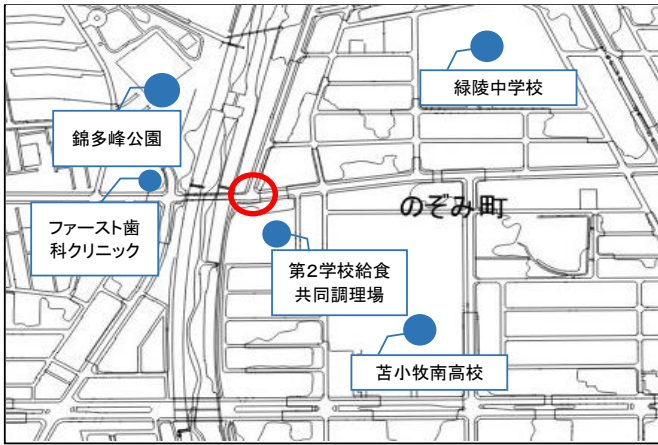 緑陵中学校
錦多峰公園
のぞみ町
ファースト歯
科クリニック
第2学校給食
共同調理場
苫小牧南高校